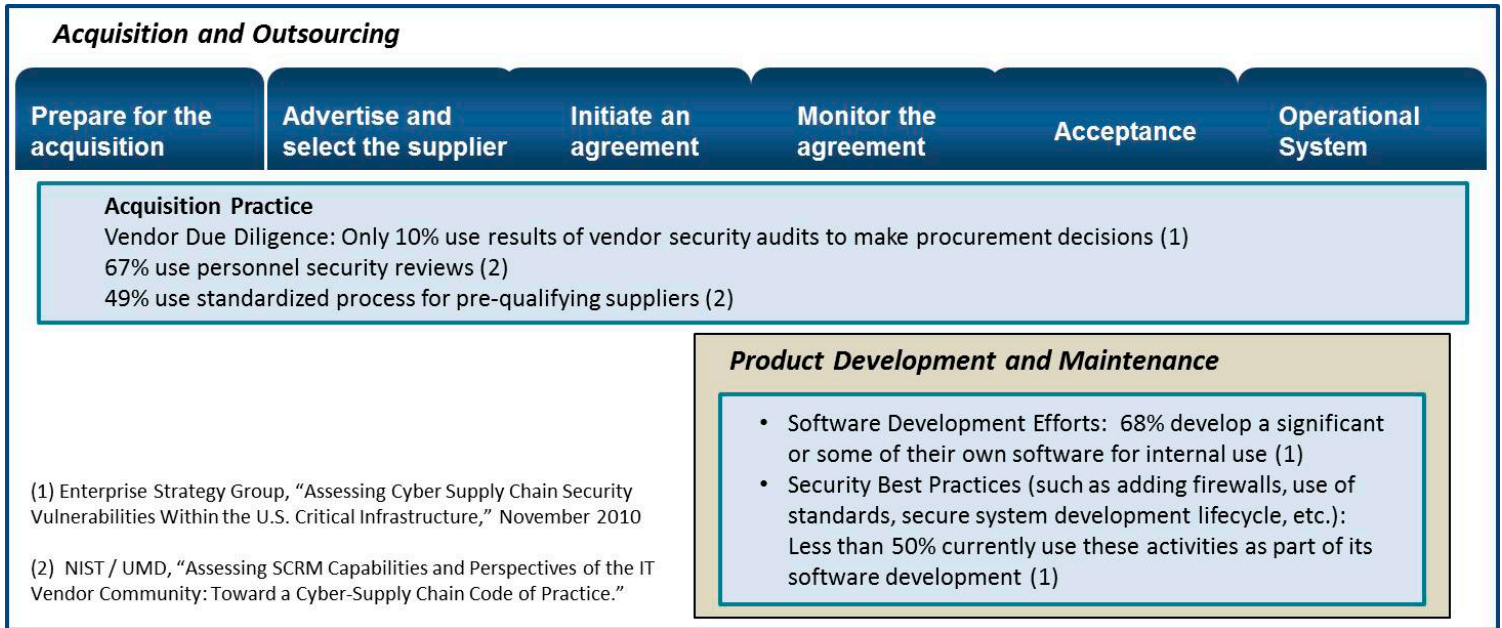 Acquisition and Outsourcing
Prepare for the
acquisition
Advertise and
select the supplier
Initiate an
agreement
Monitor the
agreement
Acceptance
Operational
System
Acquisition Practice
Vendor Due Diligence: Only 10% use results of vendor security audits to make procurement decisions (1)
67% use personnel security reviews (2)
49% use standardized process for pre-qualifying suppliers (2)
Product Development and Maintenance
• Software Development Efforts: 68% develop a significant
or some of their own software for internal use (1)
• Security Best Practices (such as adding firewalls, use of
standards, secure system development lifecycle, etc.):
Less than 50% currently use these activities as part of its
software development (1)
(1) Enterprise Strategy Group, “Assessing Cyber Supply Chain Security
Vulnerabilities Within the U.S. Critical Infrastructure,” November 2010
(2) NIST / UMD, “Assessing SCRM Capabilities and Perspectives of the IT
Vendor Community: Toward a Cyber-Supply Chain Code of Practice.”